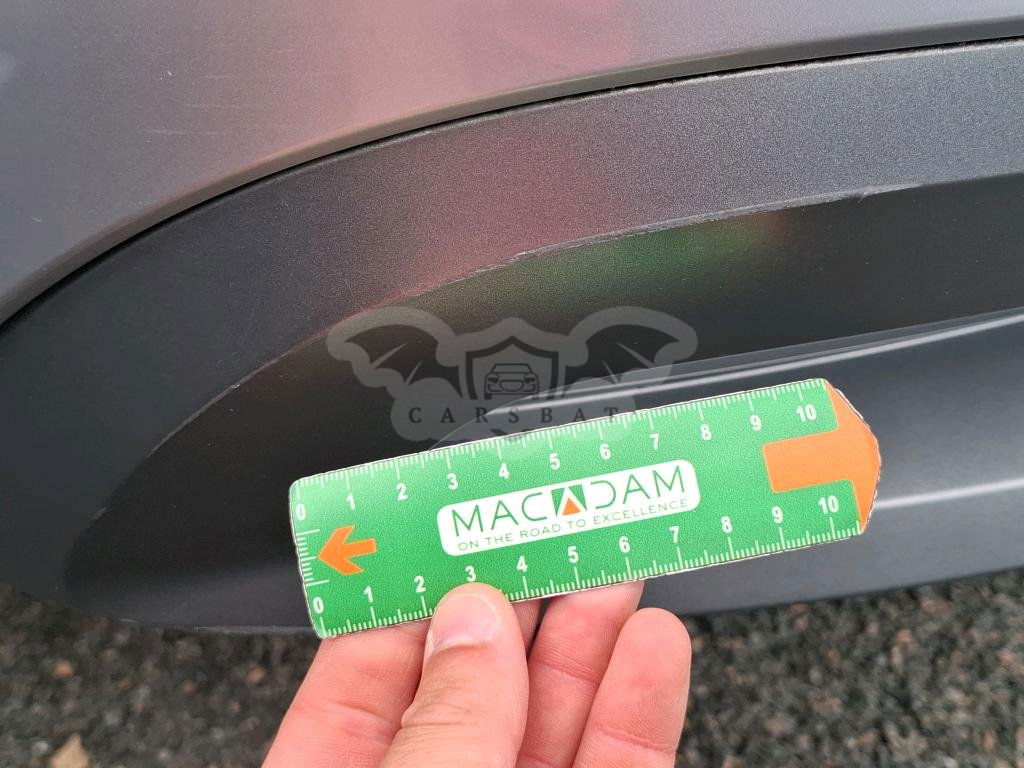 CARSBAT
0 1 2 3 4 5 6 7 8 9 10
MACADAM
ON THE ROAD TO EXCELLENCE
0 1 2 3 4 5 6 7 8 9 10